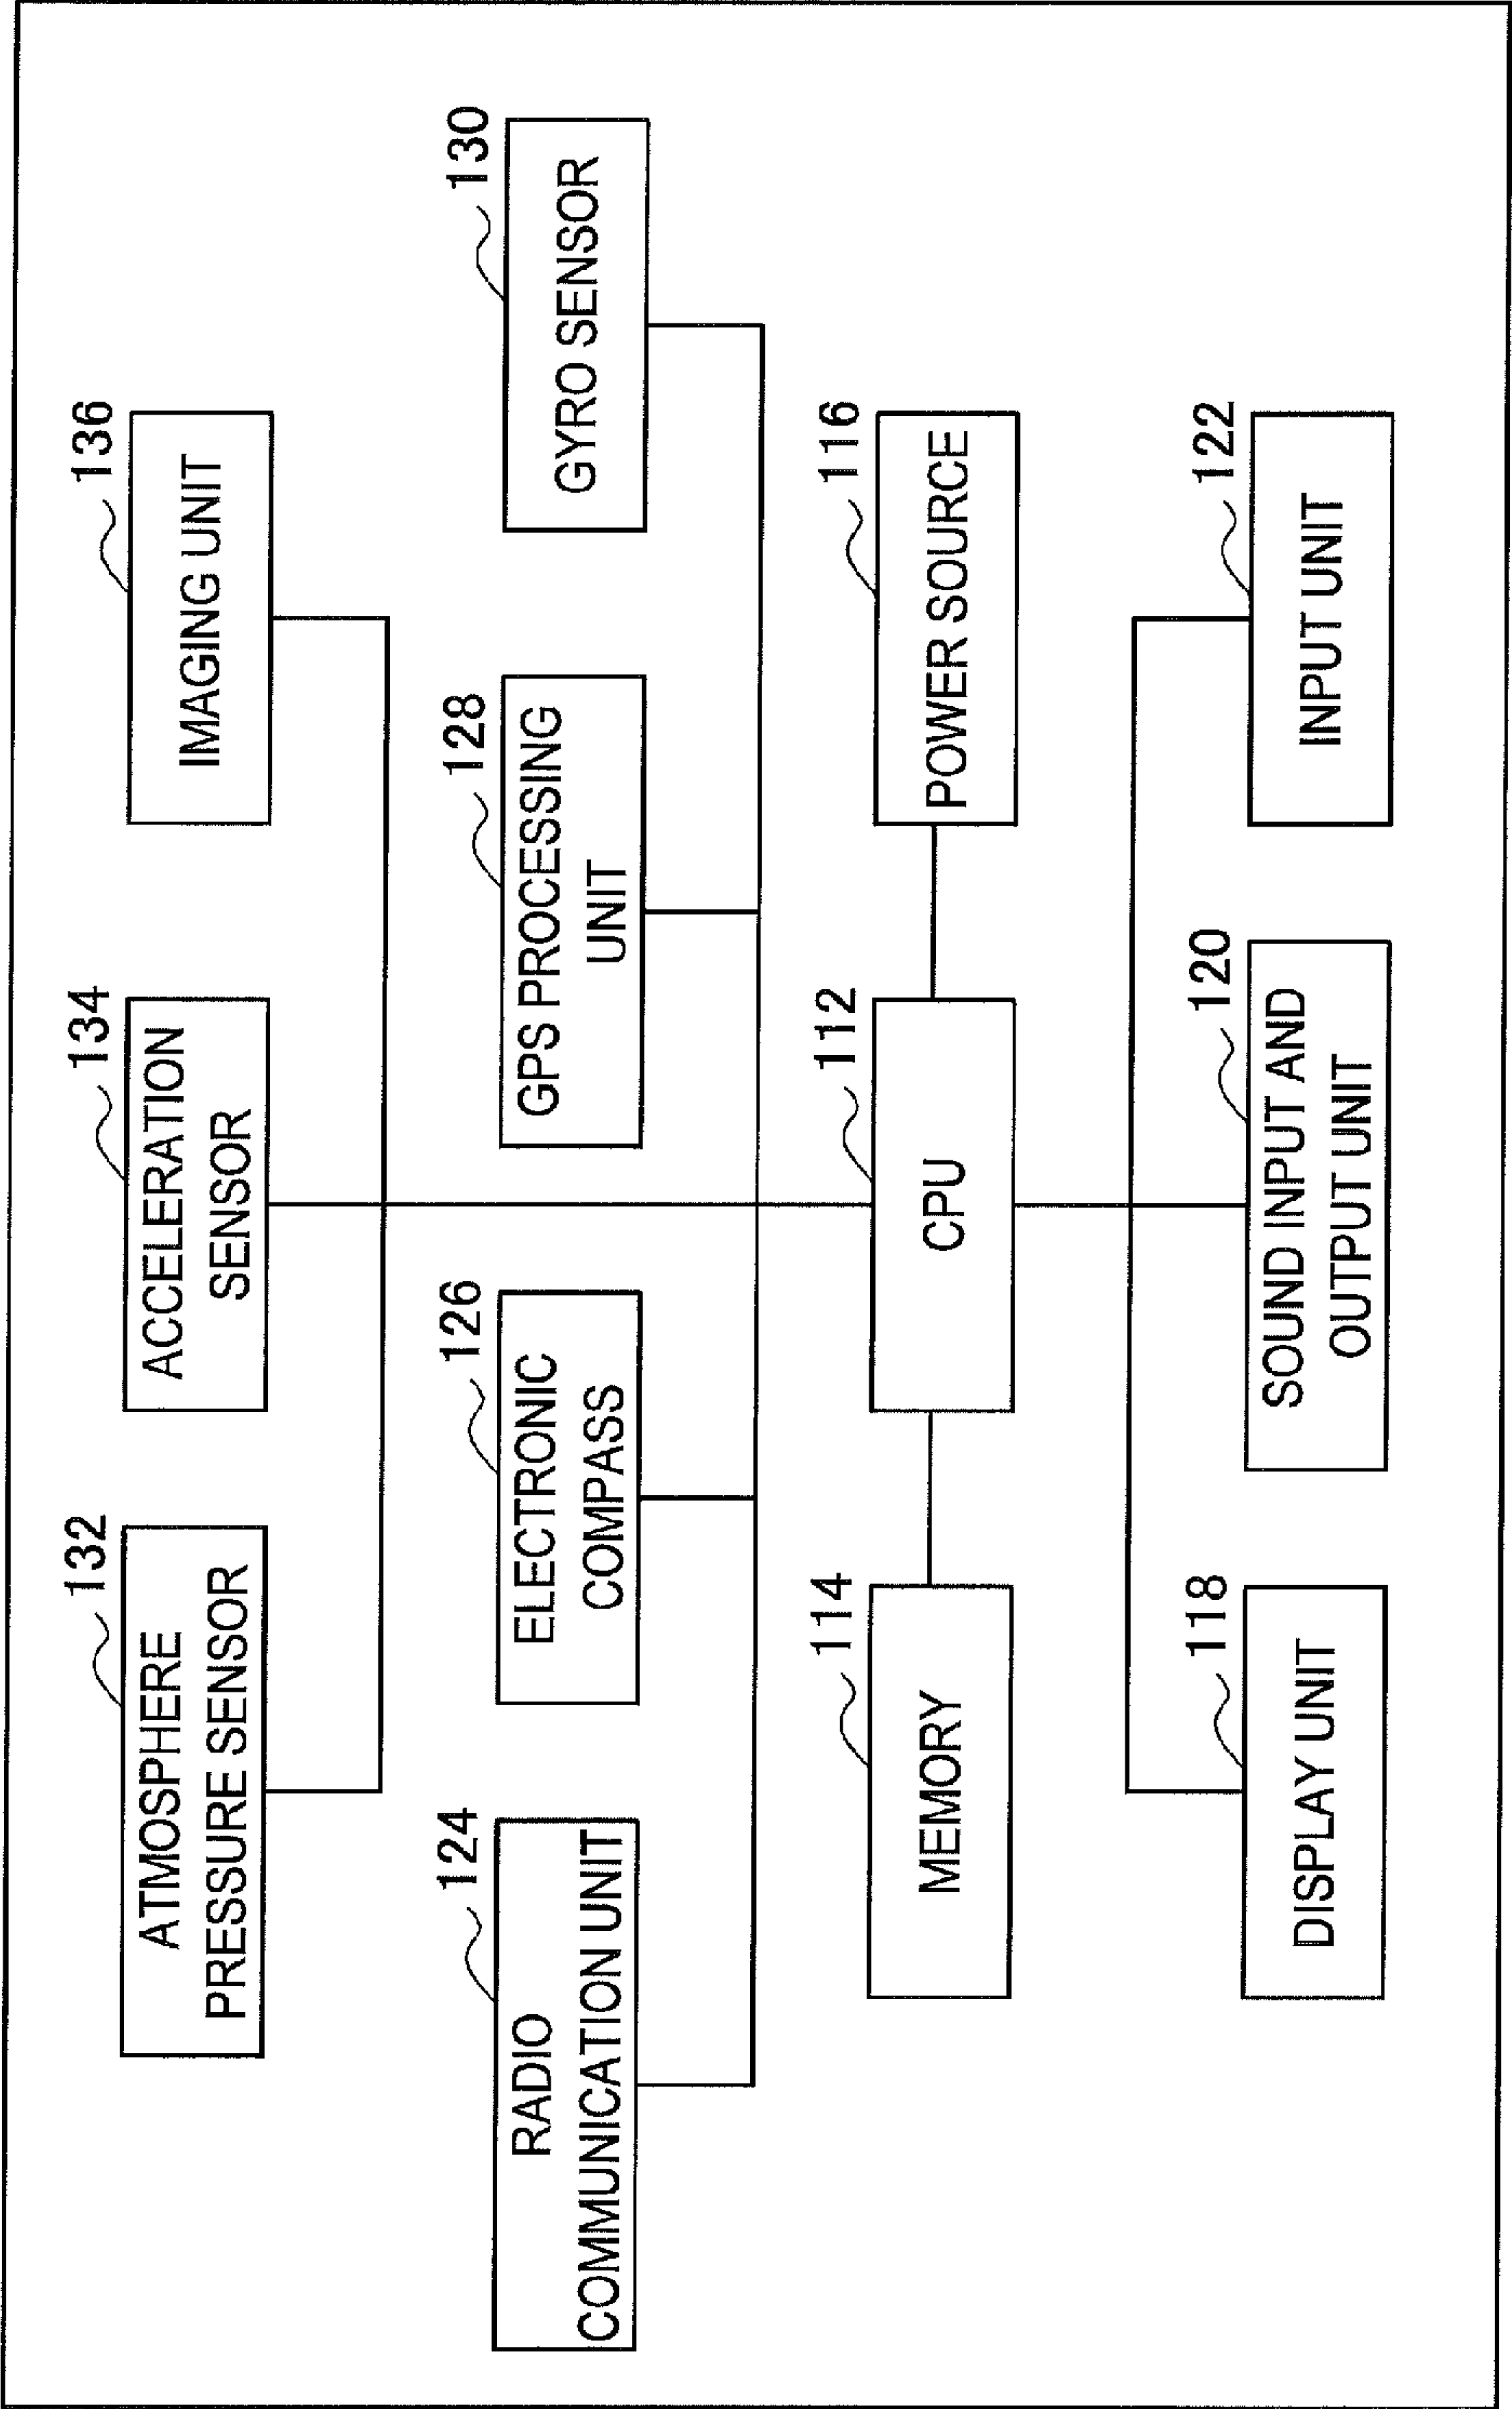 132
ATMOSPHERE
PRESSURE SENSOR
134
ACCELERATION
SENSOR
136
IMAGING UNIT
124
RADIO
COMMUNICATION UNIT
126
ELECTRONIC
COMPASS
128
GPS PROCESSING
UNIT
130
GYRO SENSOR
114
MEMORY
112
CPU
116
POWER SOURCE
118
DISPLAY UNIT
120
SOUND INPUT AND
OUTPUT UNIT
122
INPUT UNIT